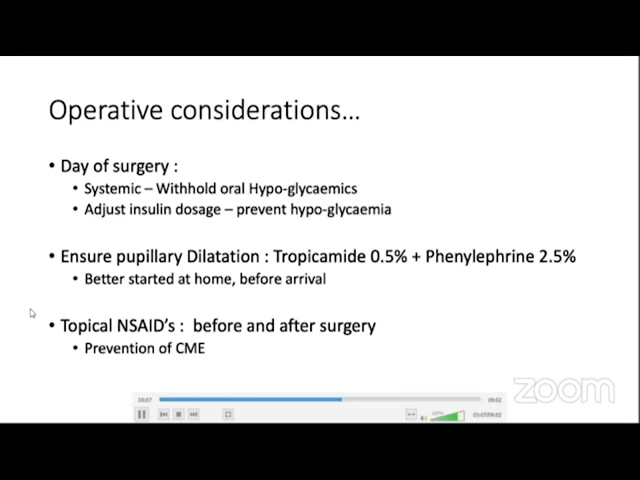 Operative considerations...
• Day of surgery :
• Systemic – Withhold oral Hypo-glycaemics
• Adjust insulin dosage – prevent hypo-glycaemia
• Ensure pupillary Dilatation : Tropicamide 0.5% + Phenylephrine 2.5%
• Better started at home, before arrival
• Topical NSAID's : before and after surgery
• Prevention of CME
zoom
09:02